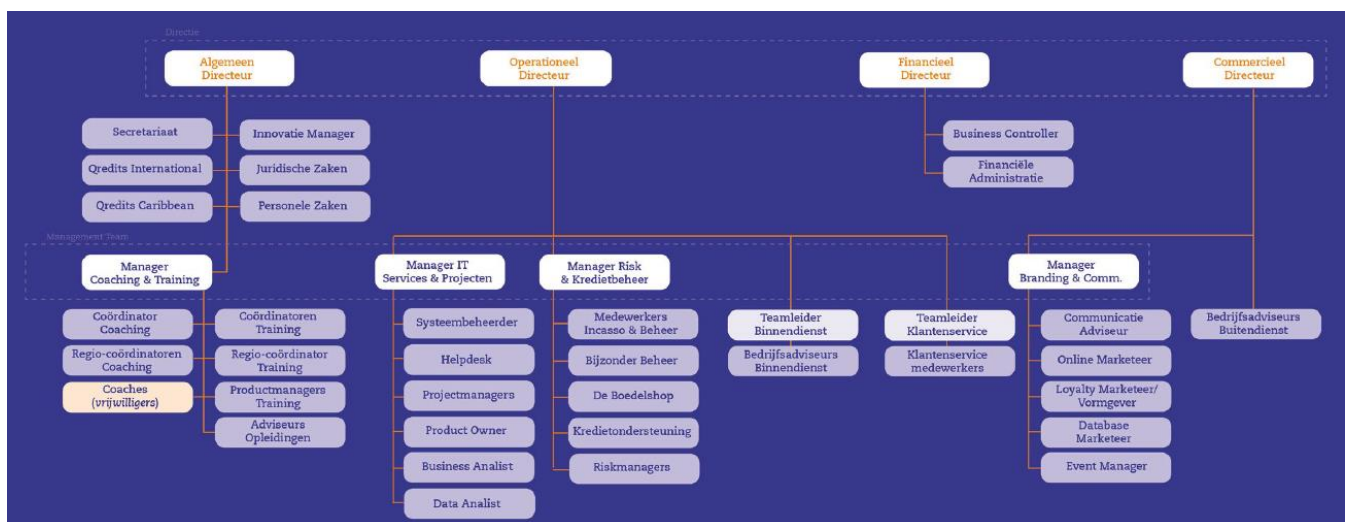 Directie
Algemeen
Directeur
Operationeel
Directeur
Financieel
Directeur
Commercieel
Directeur
Secretariaat
Innovatie Manager
Business Controller
Qredits International
Juridische Zaken
Financiële
Administratie
Qredits Caribbean
Personele Zaken
Management Team
Manager
Coaching & Training
Manager IT
Services & Projecten
Manager Risk
& Kredietbeheer
Manager
Branding & Comm.
Coördinator
Coaching
Coördinatoren
Training
Regio-coördinatoren
Coaching
Regio-coördinator
Training
Coaches
(vrijwilligers)
Productmanagers
Training
Adviseurs
Opleidingen
Systeembeheerder
Helpdesk
Projectmanagers
Product Owner
Business Analist
Data Analist
Medewerkers
Incasso & Beheer
Bijzonder Beheer
De Boedelshop
Kredietondersteuning
Riskmanagers
Teamleider
Binnendienst
Bedrijfsadviseurs
Binnendienst
Teamleider
Klantenservice
Klantenservice
medewerkers
Communicatie
Adviseur
Online Marketeer
Loyalty Marketeer/
Vormgever
Database
Marketeer
Event Manager
Bedrijfsadviseurs
Buitendienst